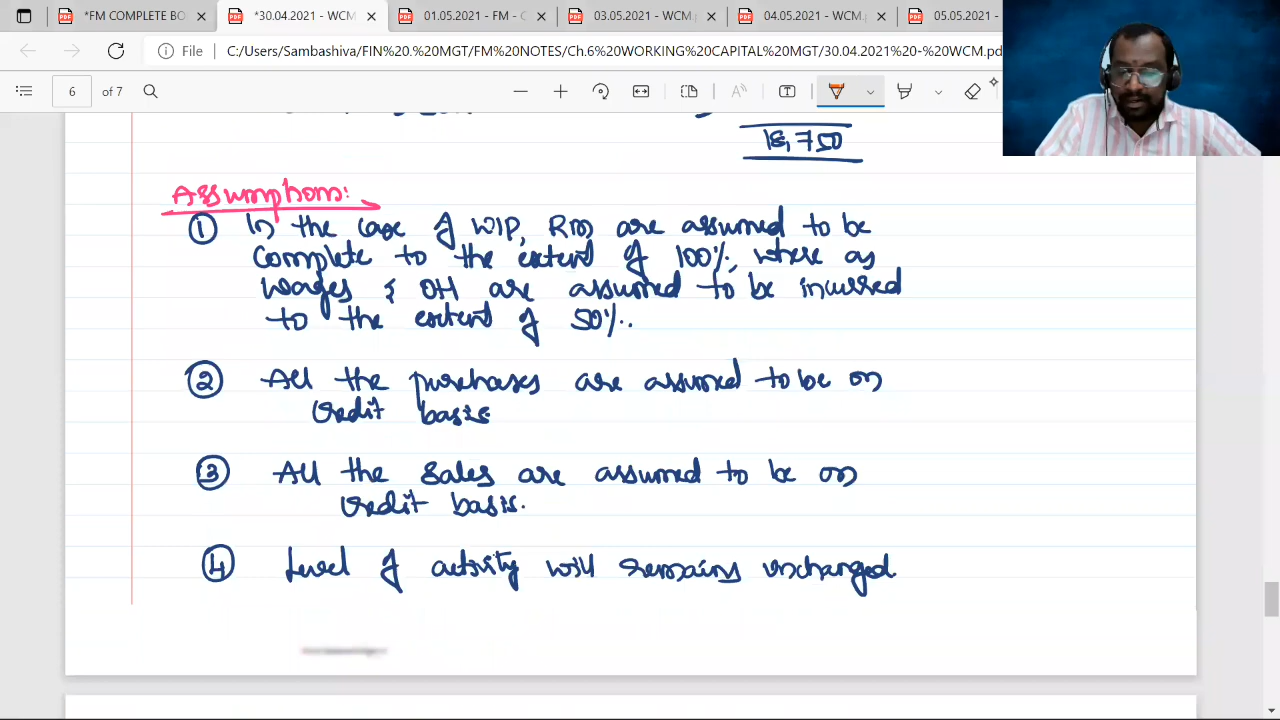 *FM COMPLETE BO
*30.04.2021 - WCM
01.05.2021 - FM - C
03.05.2021 - WCM.p
04.05.2021 - WCM.p
05.05.2021 -
File
C:/Users/Sambashiva/FIN%20.%20MGT/FM%20NOTES/Ch.6%20WORKING%20CAPITAL%20MGT/30.04.2021%20-%20WCM.pd
6 of 7
18,750
Assumptions:
① In the case of WIP, RM are assumed to be
complete to the extent of 100%, where as
wages & OH are assumed to be incurred
to the extent of 50%.
② All the purchases are assumed to be on
credit basis
③ All the sales are assumed to be on
credit basis.
④ Level of activity will remains unchanged.